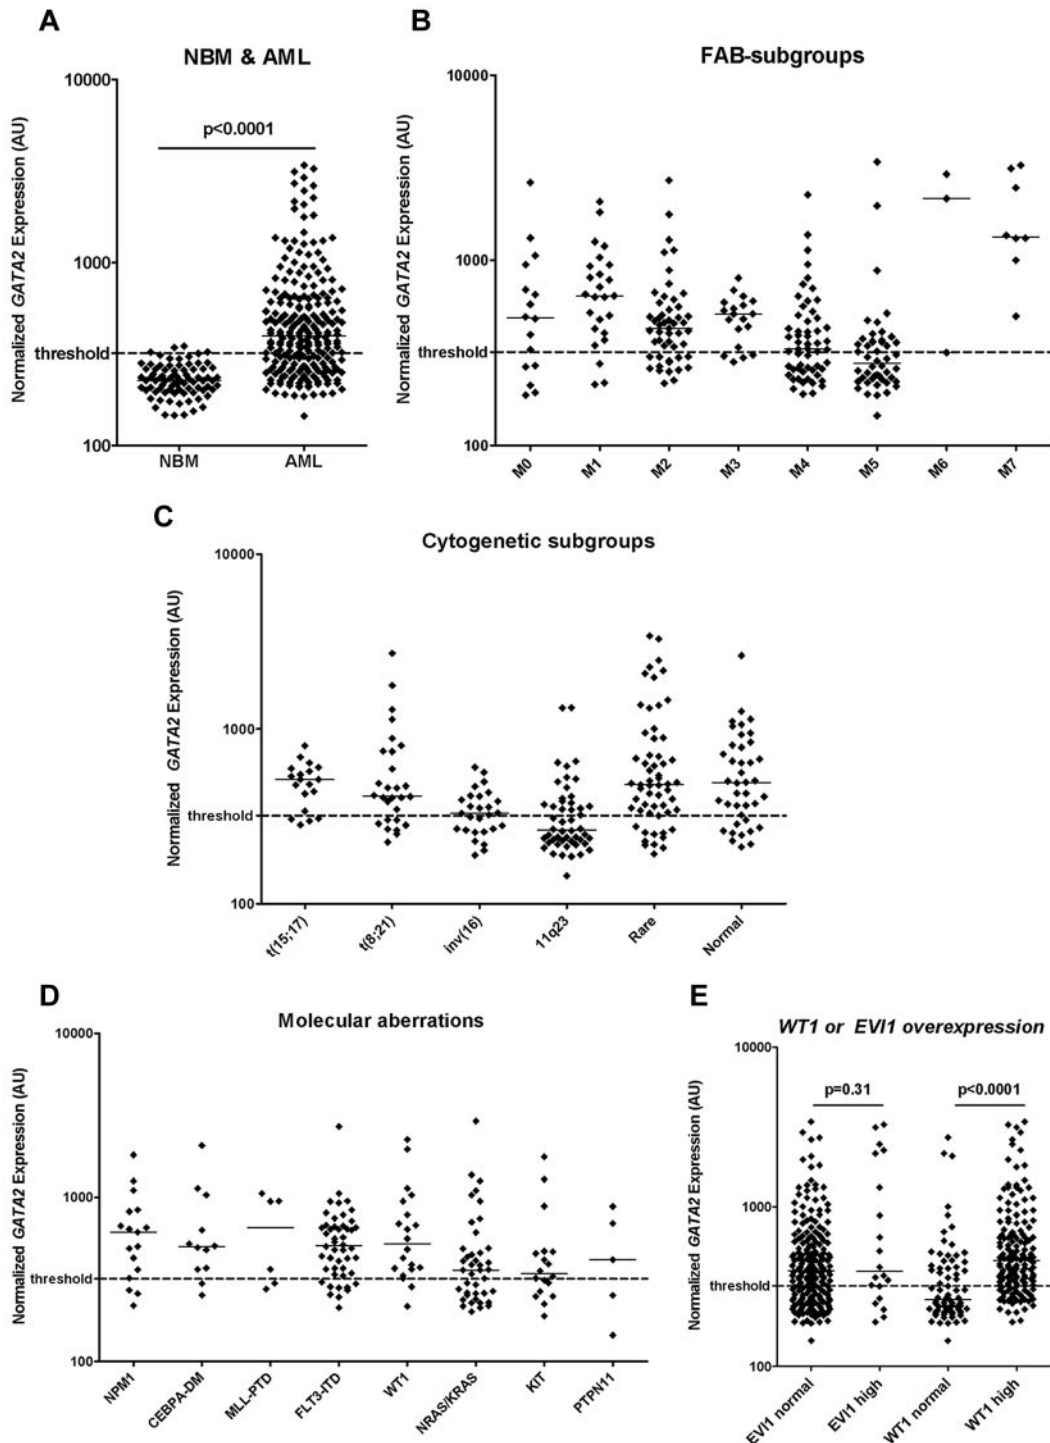 A
NBM & AML
10000
1000
100
Normalized GATA2 Expression (AU)
p<0.0001
threshold
NBM
AML
B
FAB-subgroups
10000
1000
100
Normalized GATA2 Expression (AU)
threshold
M0
M1
M2
M3
M4
M5
M6
M7
C
Cytogenetic subgroups
10000
1000
100
Normalized GATA2 Expression (AU)
threshold
t(15;17)
t(8;21)
inv(16)
11q23
Rare
Normal
D
Molecular aberrations
10000
1000
100
Normalized GATA2 Expression (AU)
threshold
NPM1
CEBPA-DM
MLL-PTD
FLT3-ITD
WT1
NRAS/KRAS
KIT
PTPN11
E
WT1 or EVI1 overexpression
10000
1000
100
Normalized GATA2 Expression (AU)
p=0.31
p<0.0001
threshold
EVI1 normal
EVI1 high
WT1 normal
WT1 high